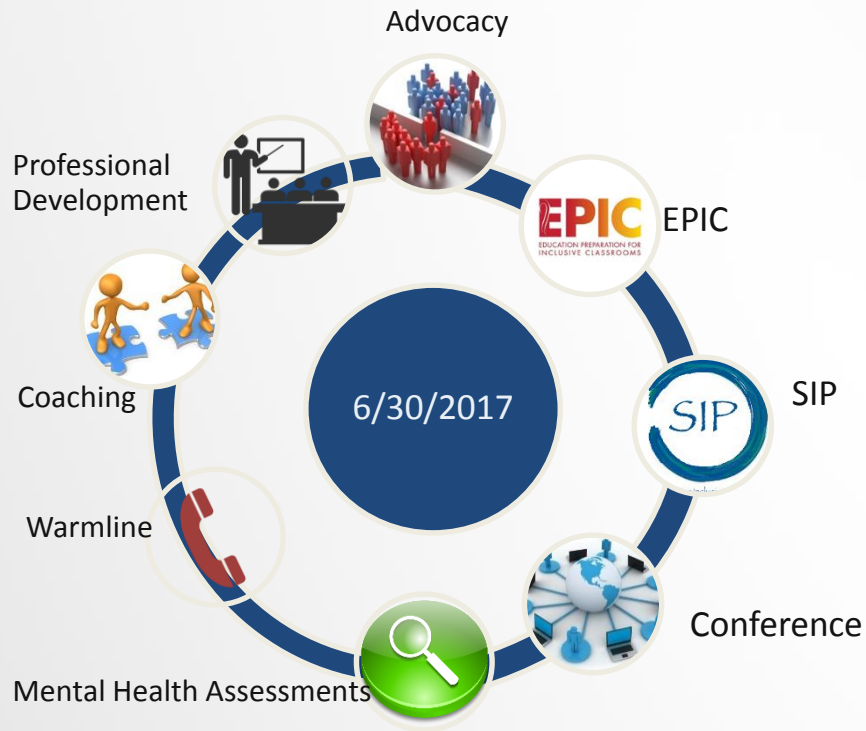 Advocacy
EPIC
EDUCATION PREPARATION FOR
INCLUSIVE CLASSROOMS
EPIC
SIP
SIP
Conference
Mental Health Assessments
Warmline
Coaching
Professional
Development
6/30/2017